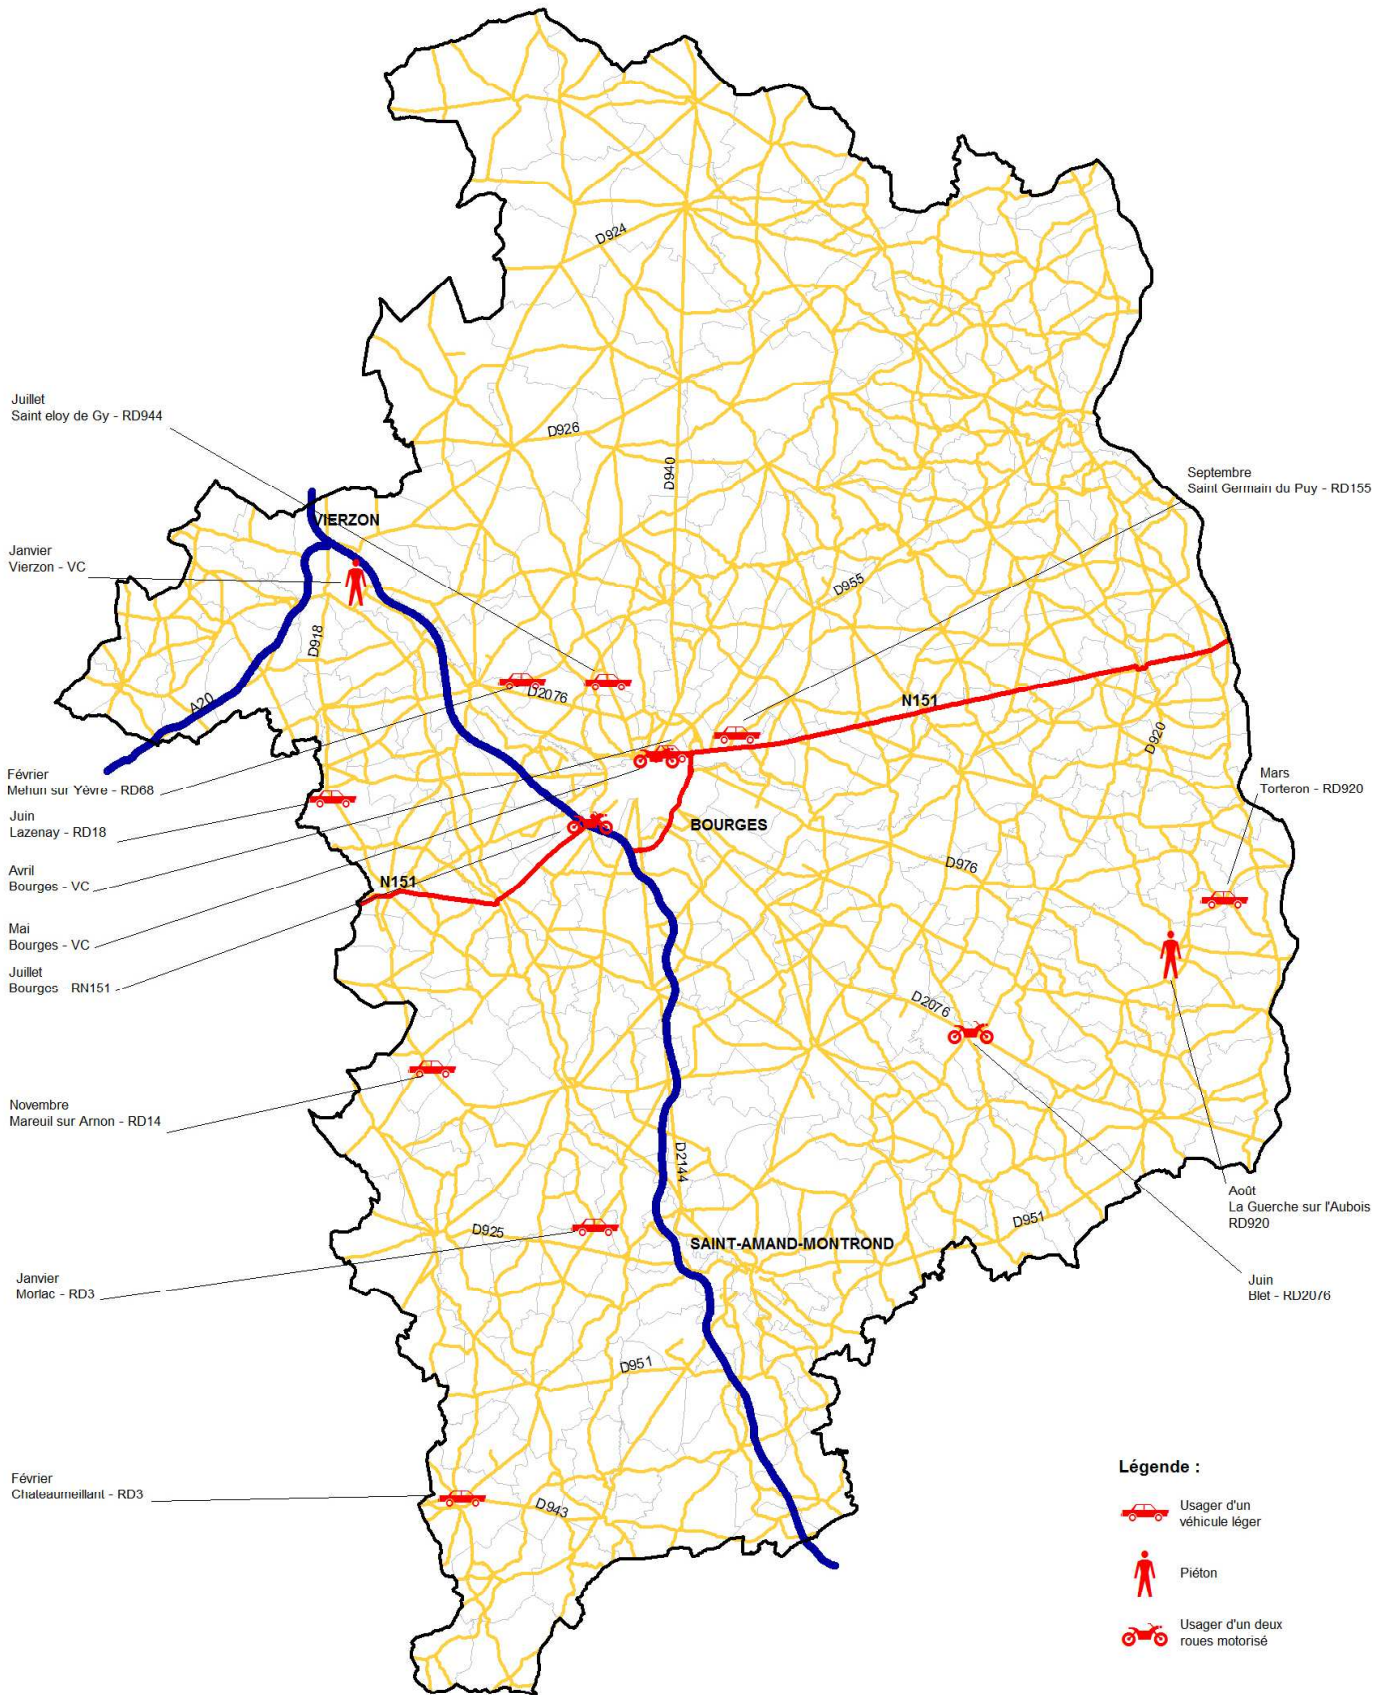 D924
Juillet
Saint eloy de Gy - RD944
D926
D940
Septembre
Saint Germain du Puy - RD155
VIERZON
Janvier
Vierzon - VC
D955
D918
A20
D2076
N151
D920
Février
Mehun sur Yèvre - RD68
Mars
Torteron - RD920
Juin
Lazenay - RD18
BOURGES
Avril
Bourges - VC
D976
N151
Mai
Bourges - VC
Juillet
Bourges RN151
D2076
Novembre
Mareuil sur Arnon - RD14
D2144
Août
La Guerche sur l'Aubois
RD920
D925
D951
SAINT-AMAND-MONTROND
Janvier
Morlac - RD3
Juin
Blet - RD2076
D951
Février
Chateaumeillant - RD3
D943
Légende :
Usager d'un
véhicule léger
Piéton
Usager d'un deux
roues motorisé